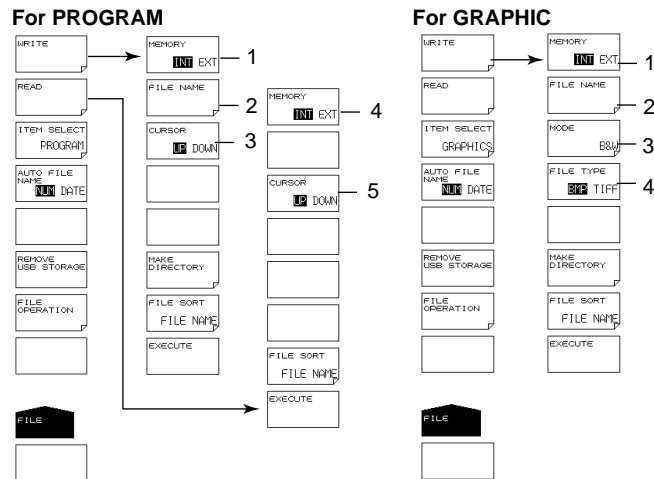 For PROGRAM
WRITE
READ
ITEM SELECT
PROGRAM
AUTO FILE
NAME
NUM DATE
REMOVE
USB STORAGE
FILE
OPERATION
FILE
MEMORY
INT EXT
1
FILE NAME
2
CURSOR
UP DOWN
3
MAKE
DIRECTORY
FILE SORT
FILE NAME
EXECUTE
MEMORY
INT EXT
4
CURSOR
UP DOWN
5
FILE SORT
FILE NAME
EXECUTE
For GRAPHIC
WRITE
READ
ITEM SELECT
GRAPHICS
AUTO FILE
NAME
NUM DATE
REMOVE
USB STORAGE
FILE
OPERATION
FILE
MEMORY
INT EXT
1
FILE NAME
2
MODE
B&W
3
FILE TYPE
BMP TIFF
4
MAKE
DIRECTORY
FILE SORT
FILE NAME
EXECUTE